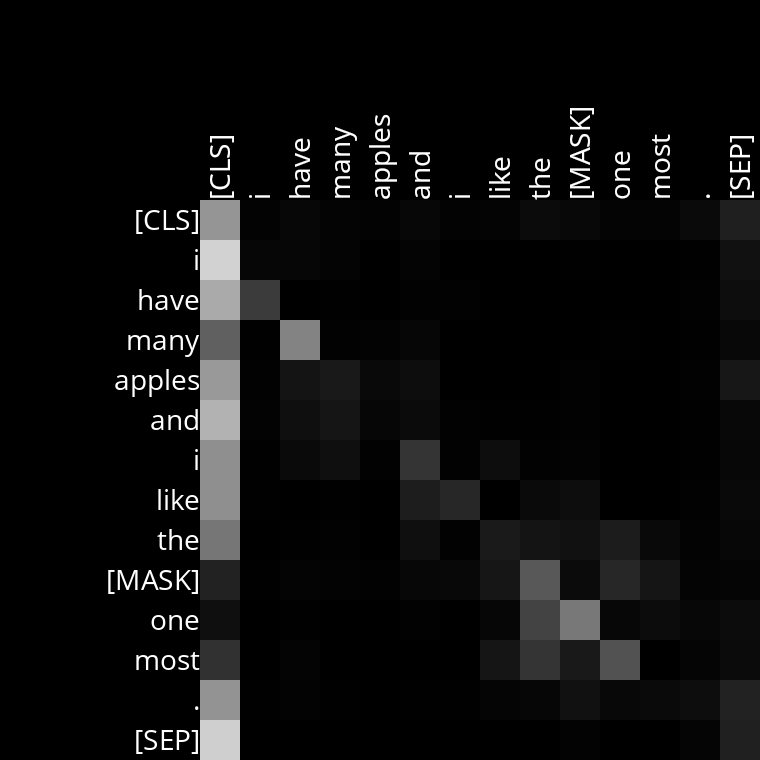 [CLS] i have many apples and i like the [MASK] one most . [SEP]
[CLS]
i
have
many
apples
and
i
like
the
[MASK]
one
most
.
[SEP]